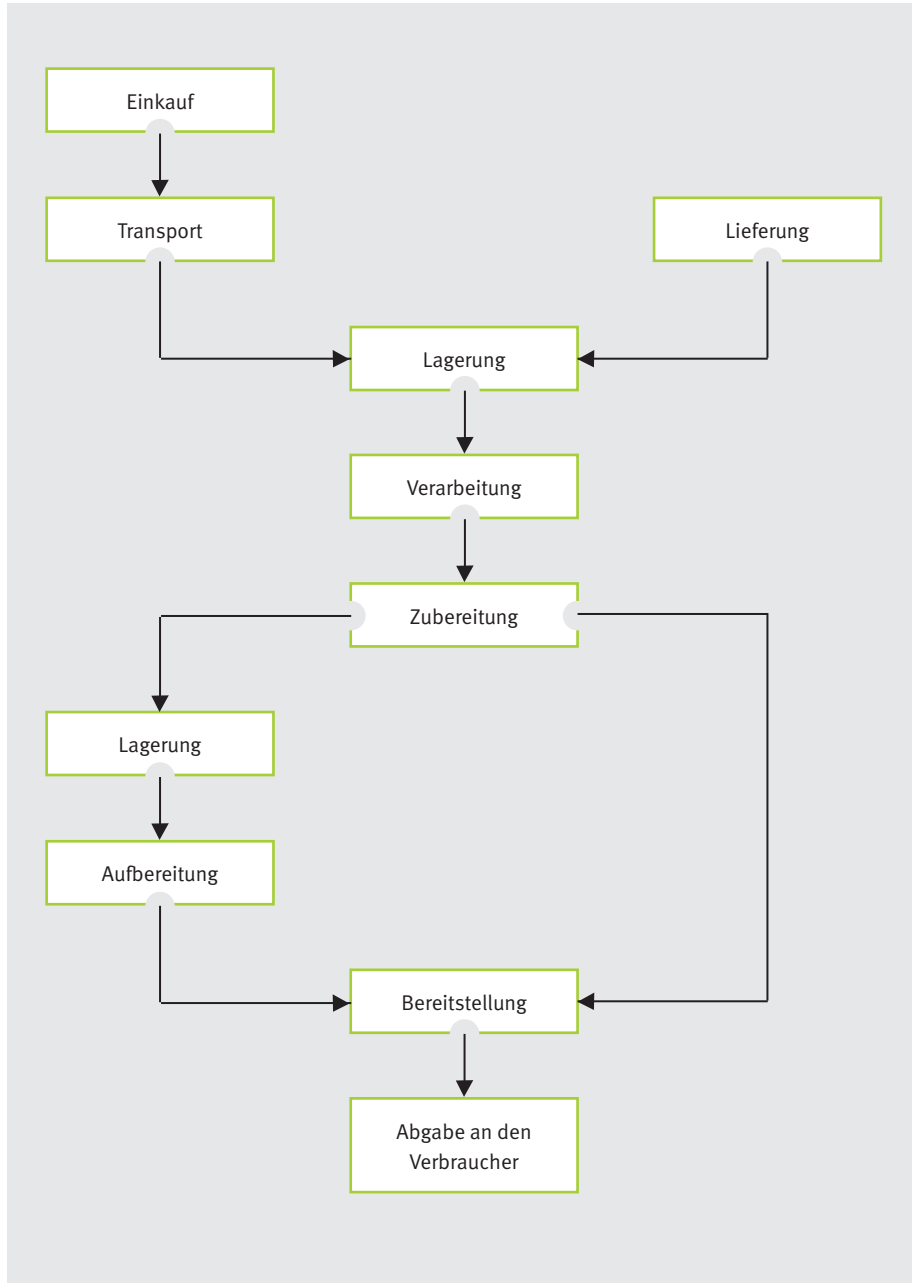 Einkauf
Transport
Lieferung
Lagerung
Verarbeitung
Zubereitung
Lagerung
Aufbereitung
Bereitstellung
Abgabe an den
Verbraucher